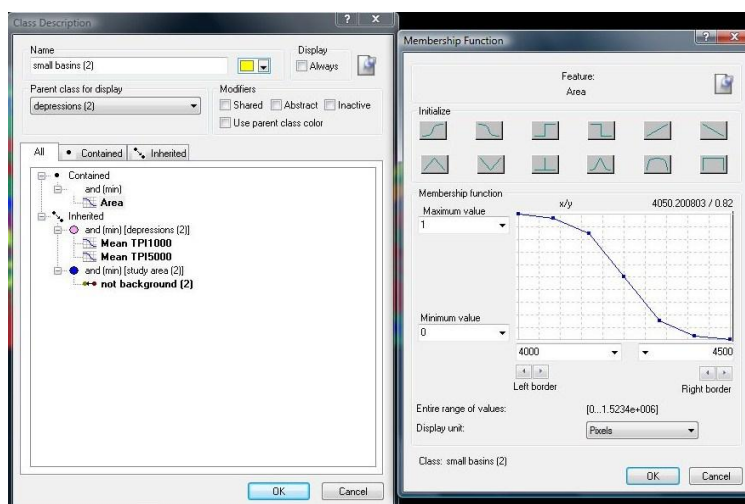 Class Description
Name
small basins (2)
Display
Always
Parent class for display
depressions (2)
Modifiers
Shared Abstract Inactive
Use parent class color
All Contained Inherited
Contained
and (min)
Area
Inherited
and (min) [depressions (2)]
Mean TPI1000
Mean TPI5000
and (min) [study area (2)]
not background (2)
OK Cancel
Membership Function
Feature:
Area
Initialize
Membership function
Maximum value
1
x/y 4050.200803 / 0.82
Minimum value
0
4000 4500
Left border Right border
Entire range of values: [0...1.5234e+006]
Display unit: Pixels
Class: small basins (2)
OK Cancel